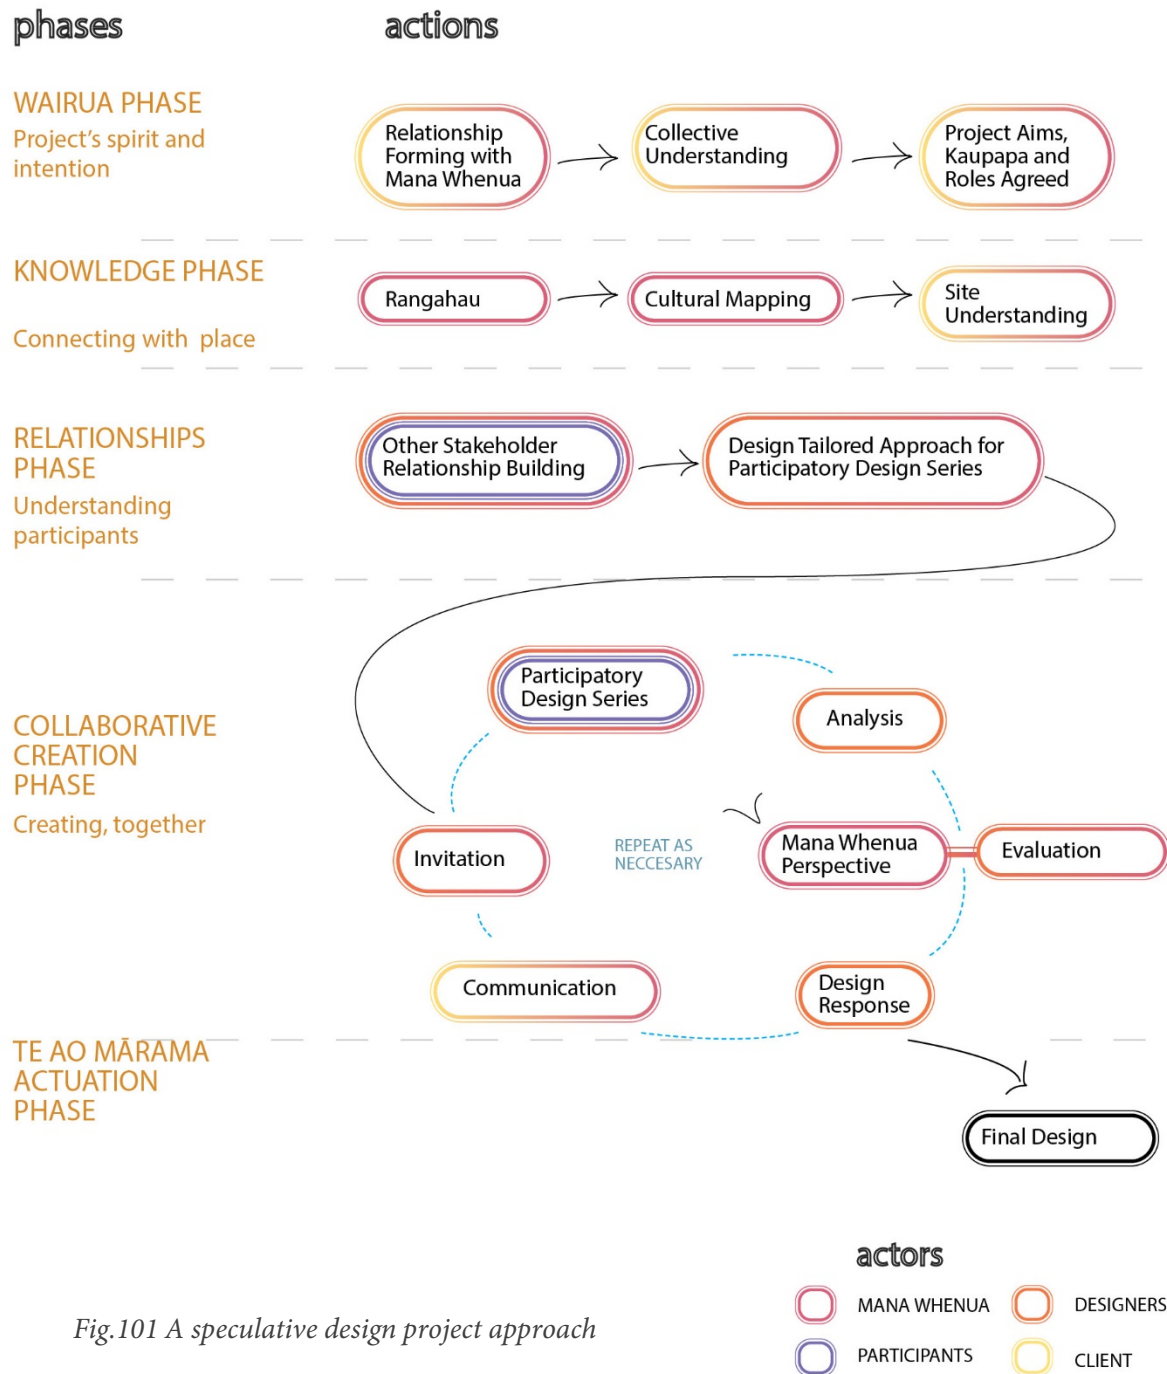 phases
actions
WAIRUA PHASE
Project's spirit and
intention
Relationship
Forming with
Mana Whenua
Collective
Understanding
Project Aims,
Kaupapa and
Roles Agreed
KNOWLEDGE PHASE
Connecting with place
Rangahau
Cultural Mapping
Site
Understanding
RELATIONSHIPS
PHASE
Understanding
participants
Other Stakeholder
Relationship Building
Design Tailored Approach for
Participatory Design Series
COLLABORATIVE
CREATION
PHASE
Creating, together
Participatory
Design Series
Analysis
Invitation
REPEAT AS
NECCESARY
Mana Whenua
Perspective
Evaluation
Communication
Design
Response
TE AO MĀRAMA
ACTUATION
PHASE
Final Design
actors
MANA WHENUA
DESIGNERS
PARTICIPANTS
CLIENT
Fig.101 A speculative design project approach